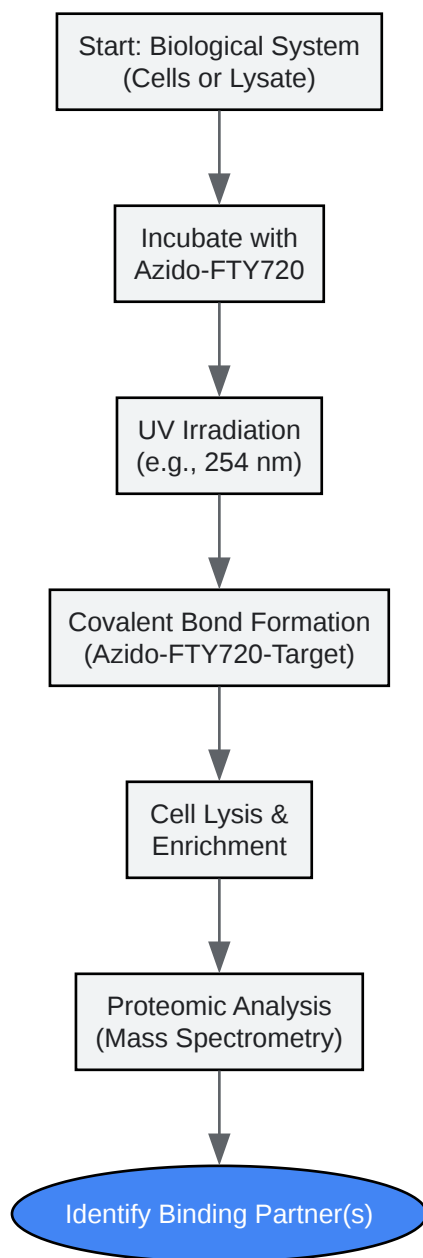 Start: Biological System
(Cells or Lysate)
Incubate with
Azido-FTY720
UV Irradiation
(e.g., 254 nm)
Covalent Bond Formation
(Azido-FTY720-Target)
Cell Lysis &
Enrichment
Proteomic Analysis
(Mass Spectrometry)
Identify Binding Partner(s)